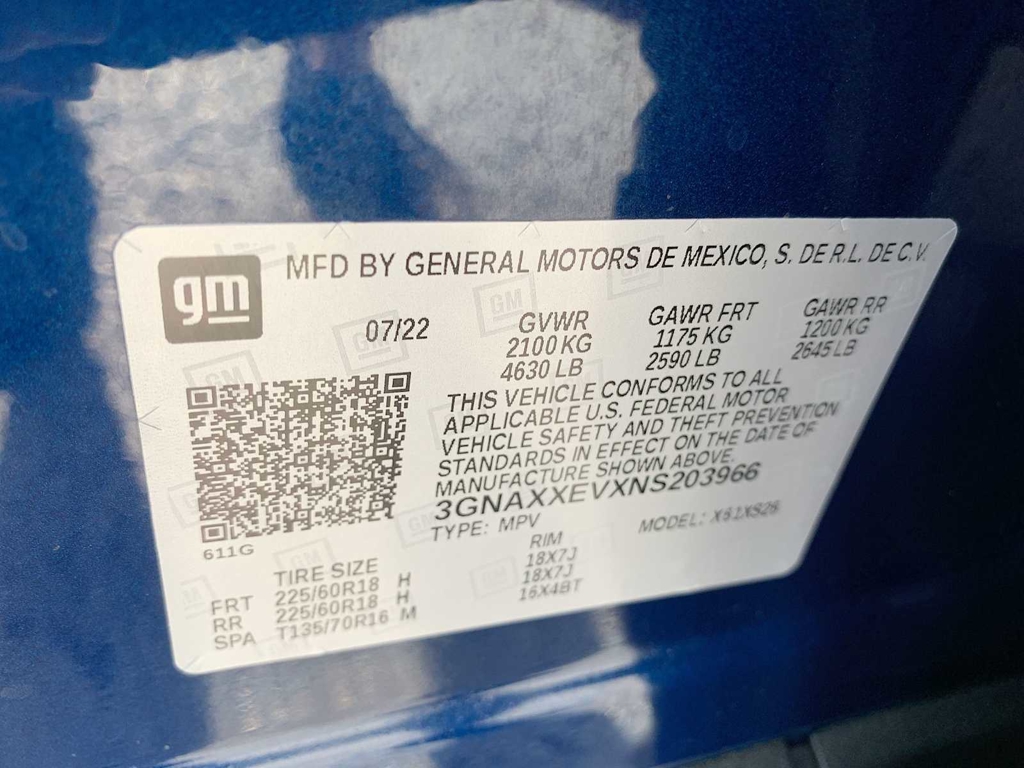 gm
MFD BY GENERAL MOTORS DE MEXICO, S. DE R.L. DE C.V.
07/22
GVWR
2100 KG
4630 LB
GAWR FRT
1175 KG
2590 LB
GAWR RR
1200 KG
2645 LB
THIS VEHICLE CONFORMS TO ALL
APPLICABLE U.S. FEDERAL MOTOR
VEHICLE SAFETY AND THEFT PREVENTION
STANDARDS IN EFFECT ON THE DATE OF
MANUFACTURE SHOWN ABOVE.
3GNAXXEVXNS203966
TYPE: MPV MODEL: X61XS26
611G
TIRE SIZE RIM
FRT 225/60R18 H 18X7J
RR 225/60R18 H 18X7J
SPA T135/70R16 M 16X4BT